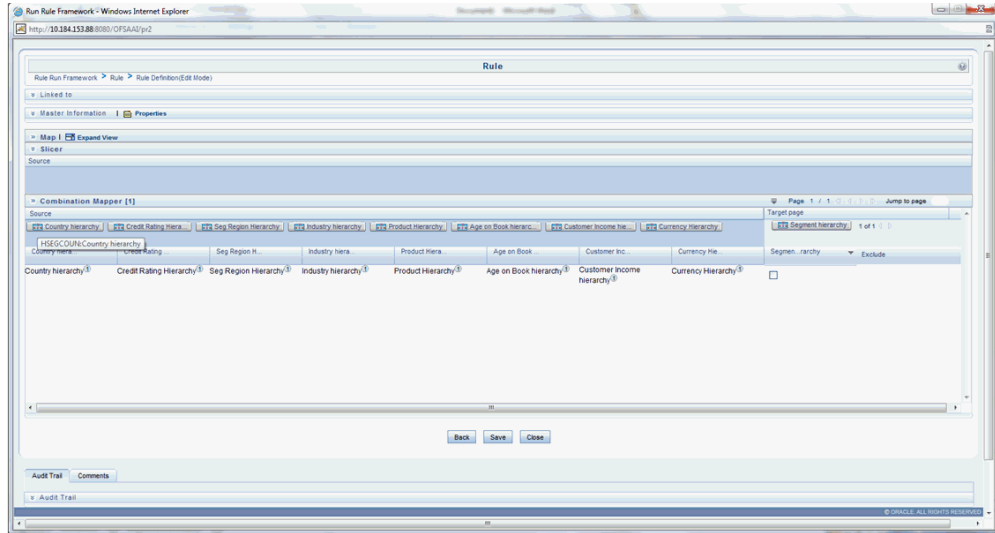 Run Rule Framework - Windows Internet Explorer
http://10.184.153.88:8080/OFSAAI/pr2
Rule
Rule Run Framework > Rule > Rule Definition(Edit Mode)
Linked to
Master Information | Properties
Map | Expand View
Slicer
Source
Combination Mapper [1] Page 1 / 1 Jump to page
Source Target page
Country hierarchy Credit Rating Hiera... Seg Region Hierarchy Industry hierarchy Product Hierarchy Age on Book hierarc... Customer Income hie... Currency Hierarchy Segment hierarchy 1 of 1
HSEGCOUN:Country hierarchy
Country hiera... Credit Rating ... Seg Region H... Industry hiera... Product Hiera... Age on Book ... Customer Inc... Currency Hie... Segmen...rarchy Exclude
Country hierarchy Credit Rating Hierarchy Seg Region Hierarchy Industry hierarchy Product Hierarchy Age on Book hierarchy Customer Income hierarchy Currency Hierarchy
Back Save Close
Audit Trail Comments
Audit Trail
© ORACLE, ALL RIGHTS RESERVED